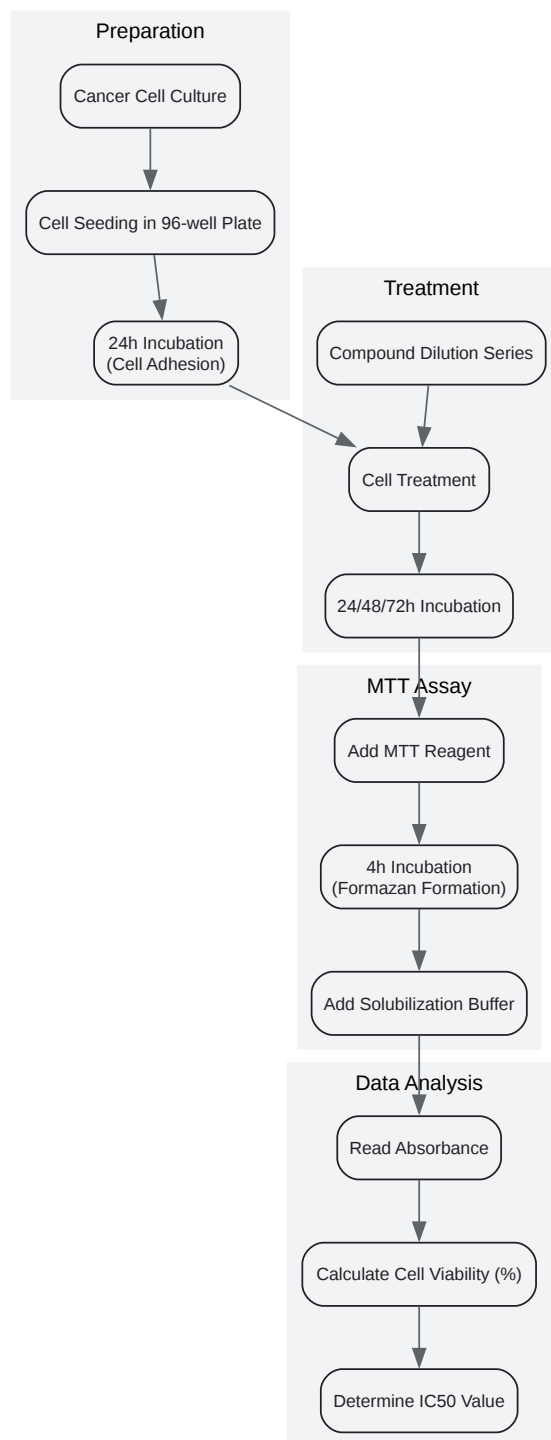 Preparation
Cancer Cell Culture
Cell Seeding in 96-well Plate
24h Incubation
(Cell Adhesion)
Treatment
Compound Dilution Series
Cell Treatment
24/48/72h Incubation
MTT Assay
Add MTT Reagent
4h Incubation
(Formazan Formation)
Add Solubilization Buffer
Data Analysis
Read Absorbance
Calculate Cell Viability (%)
Determine IC50 Value